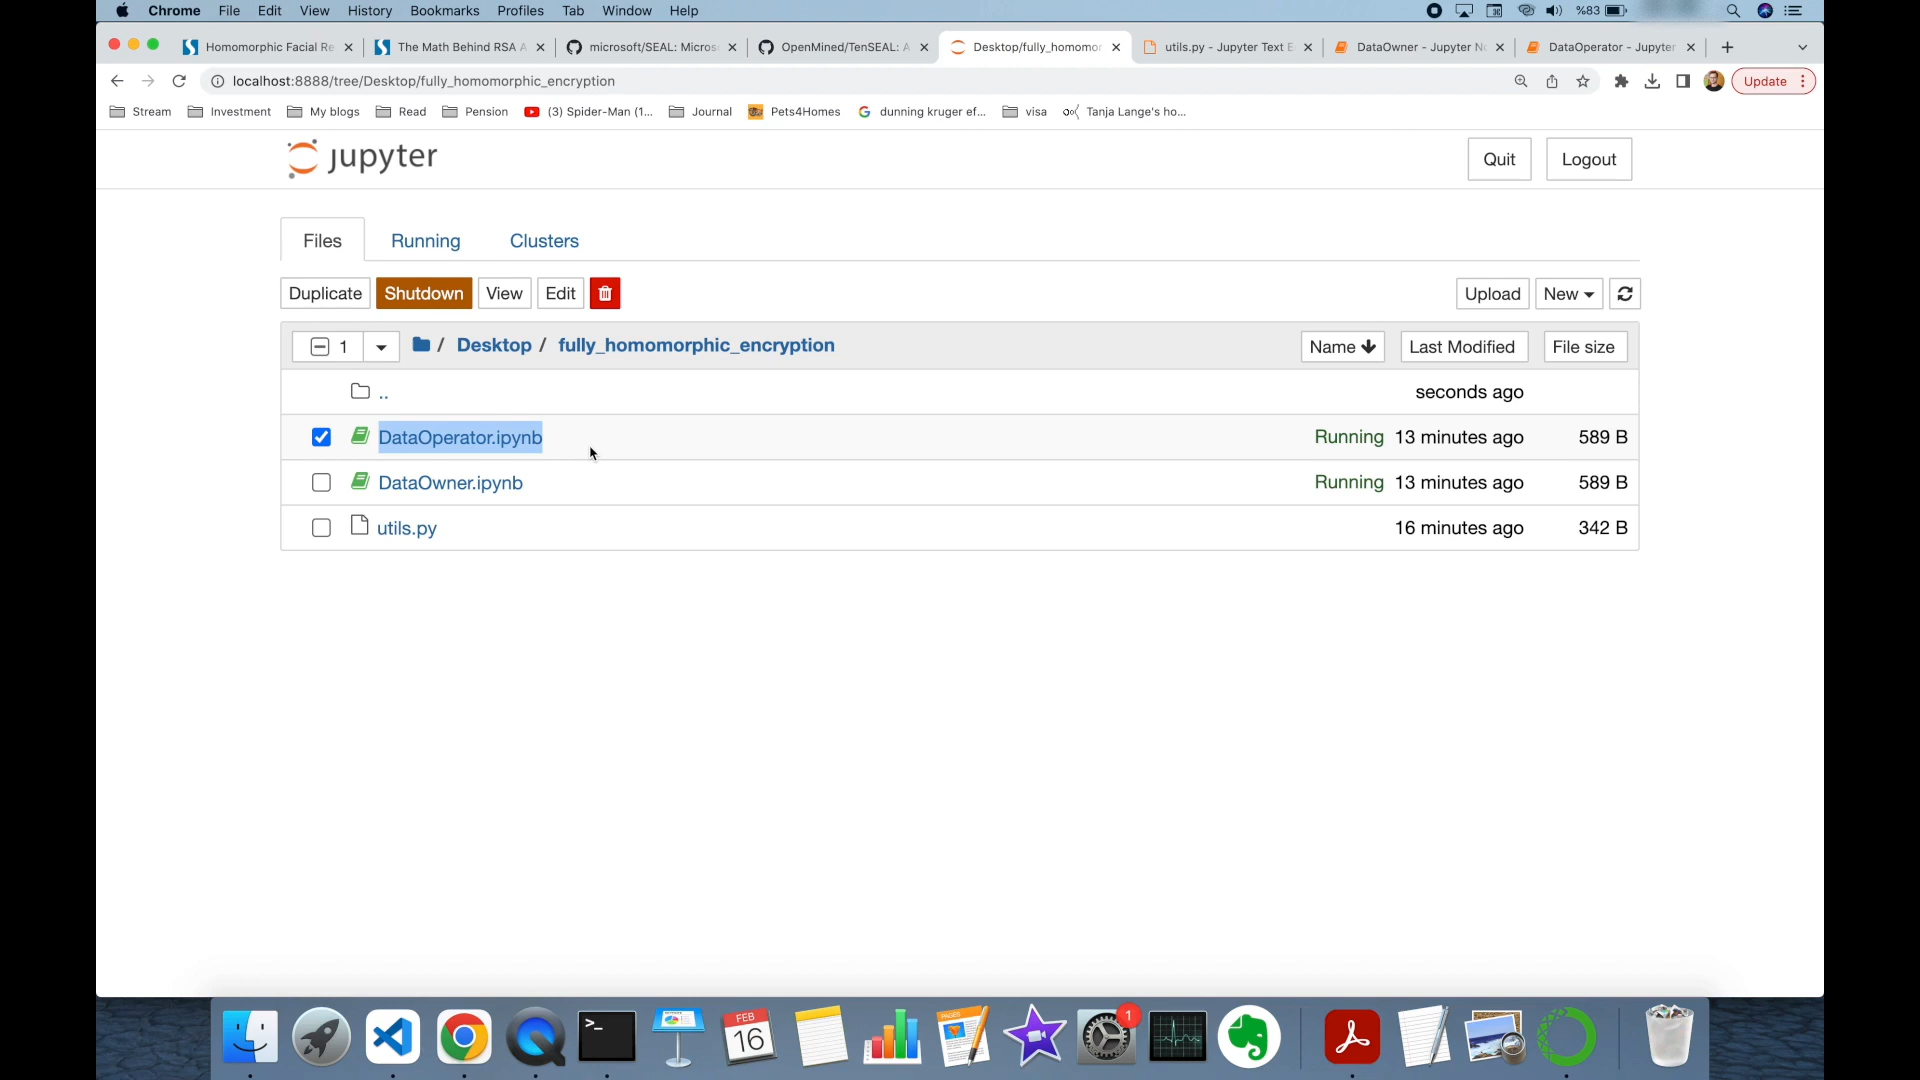 Chrome File Edit View History Bookmarks Profiles Tab Window Help %83
Homomorphic Facial Re The Math Behind RSA A microsoft/SEAL: Micros OpenMined/TenSEAL: A Desktop/fully_homomor utils.py - Jupyter Text E DataOwner - Jupyter N DataOperator - Jupyter
localhost:8888/tree/Desktop/fully_homomorphic_encryption Update
Stream Investment My blogs Read Pension (3) Spider-Man (1... Journal Pets4Homes dunning kruger ef... visa Tanja Lange's ho...
jupyter Quit Logout
Files Running Clusters
Duplicate Shutdown View Edit Upload New
1 / Desktop / fully_homomorphic_encryption Name Last Modified File size
.. seconds ago
DataOperator.ipynb Running 13 minutes ago 589 B
DataOwner.ipynb Running 13 minutes ago 589 B
utils.py 16 minutes ago 342 B
FEB
16
PAGES
1
>_